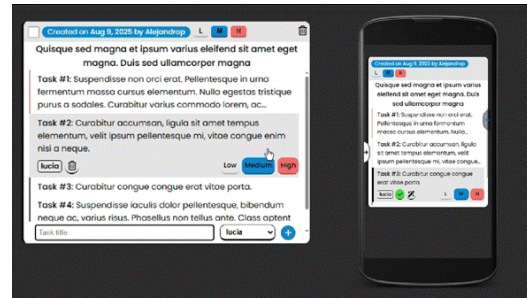 Created on Aug 9, 2025 by Alejandrop
L
M
H
Quisque sed magna et ipsum varius eleifend sit amet eget
magna. Duis sed ullamcorper magna
Task #1: Suspendisse non orci erat. Pellentesque in urna
fermentum massa cursus elementum. Nulla egestas tristique
purus a sodales. Curabitur varius commodo lorem, ac...
Task #2: Curabitur accumsan, ligula sit amet tempus
elementum, velit ipsum pellentesque mi, vitae congue enim
nisi a neque.
lucia
Low
Medium
High
Task #3: Curabitur congue congue erat vitae porta.
Task #4: Suspendisse iaculis dolor pellentesque, bibendum
neque ac, varius risus. Phasellus non tellus ante. Class aptent
Task title
lucia
Created on Aug 9, 2025 by Alejandrop
L
M
H
Quisque sed magna et ipsum varius
eleifend sit amet eget magna. Duis
sed ullamcorper magna
Task #1: Suspendisse non orci erat.
Pellentesque in urna fermentum
massa cursus elementum. Nulla...
Task #2: Curabitur accumsan, ligula
sit amet tempus elementum, velit
ipsum pellentesque mi, vitae congue...
Task #3: Curabitur congue congue
erat vitae porta.
lucia
L
M
H